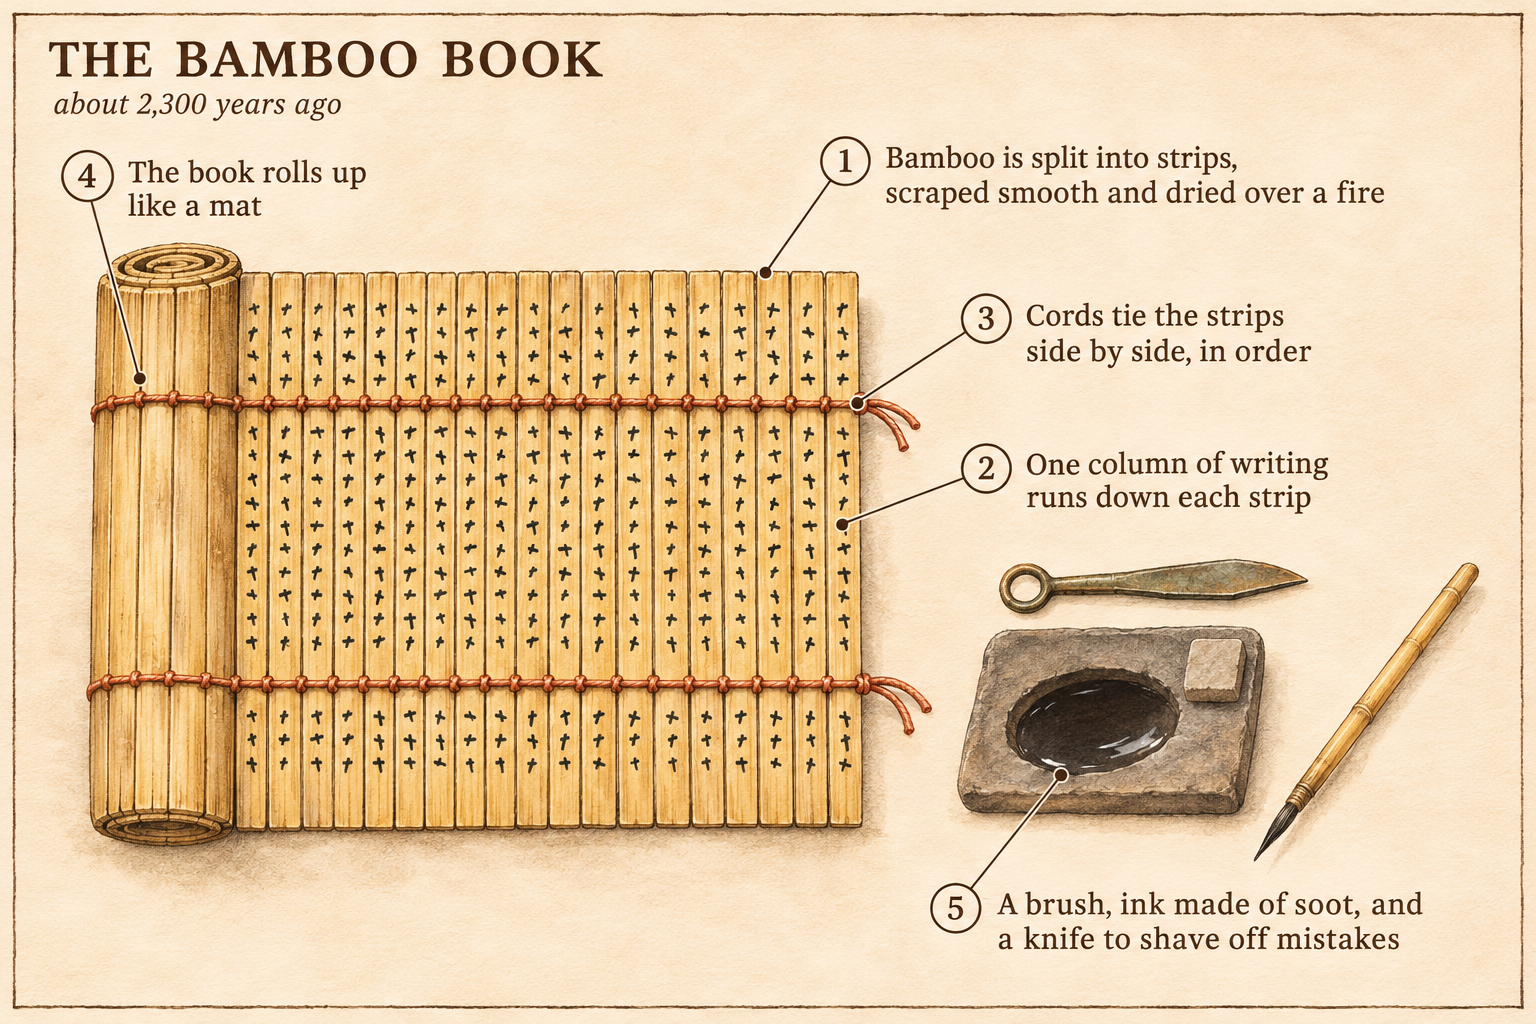 THE BAMBOO BOOK
about 2,300 years ago
4
The book rolls up
like a mat
1
Bamboo is split into strips,
scraped smooth and dried over a fire
3
Cords tie the strips
side by side, in order
2
One column of writing
runs down each strip
5
A brush, ink made of soot, and
a knife to shave off mistakes